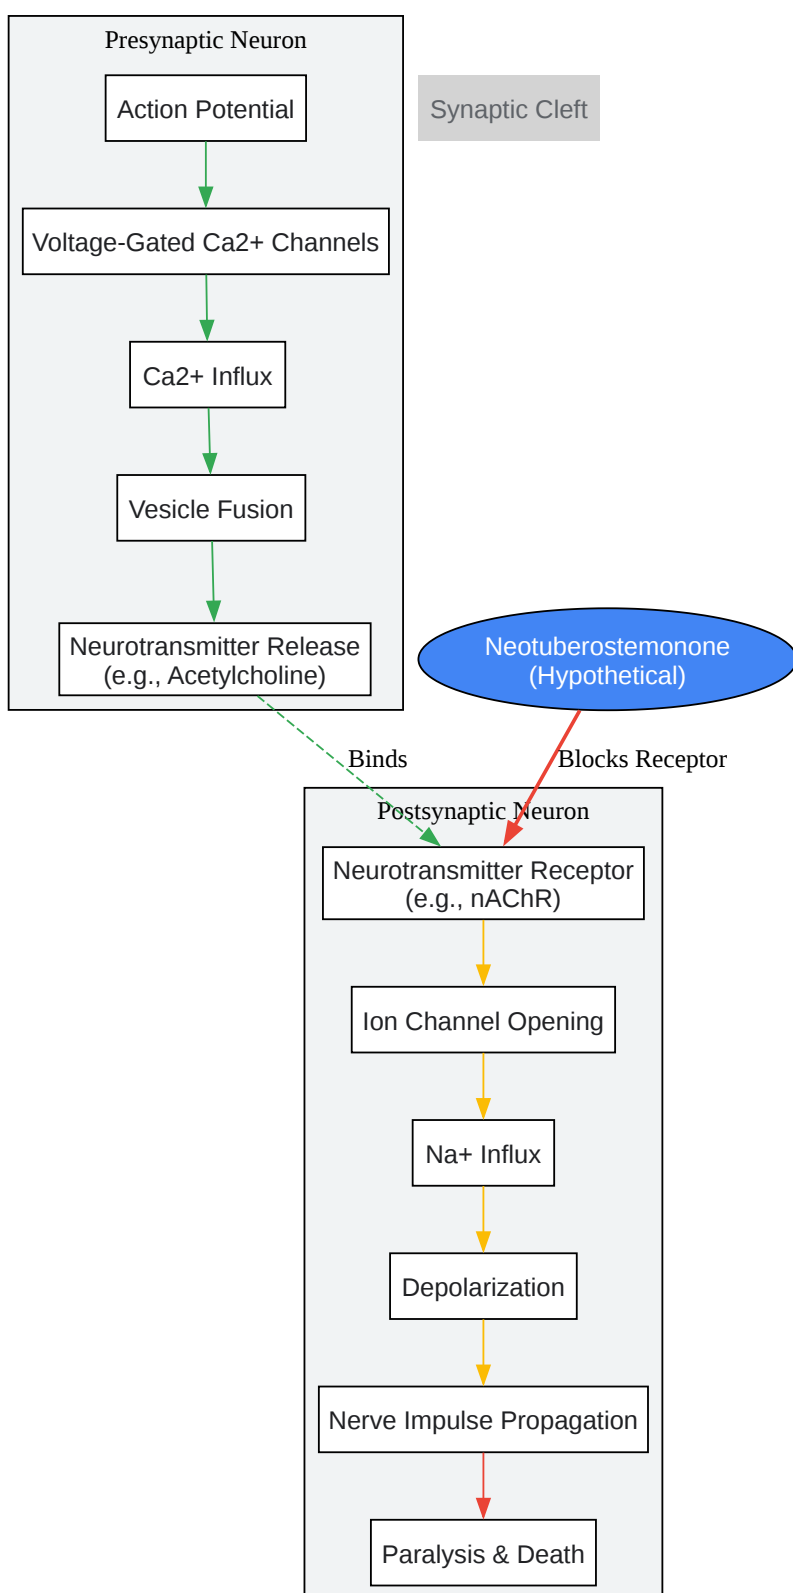 Presynaptic Neuron
Action Potential
Synaptic Cleft
Voltage-Gated Ca2+ Channels
Ca2+ Influx
Vesicle Fusion
Neurotransmitter Release
(e.g., Acetylcholine)
Neotuberostemonone
(Hypothetical)
Binds
Blocks Receptor
Postsynaptic Neuron
Neurotransmitter Receptor
(e.g., nAChR)
Ion Channel Opening
Na+ Influx
Depolarization
Nerve Impulse Propagation
Paralysis & Death